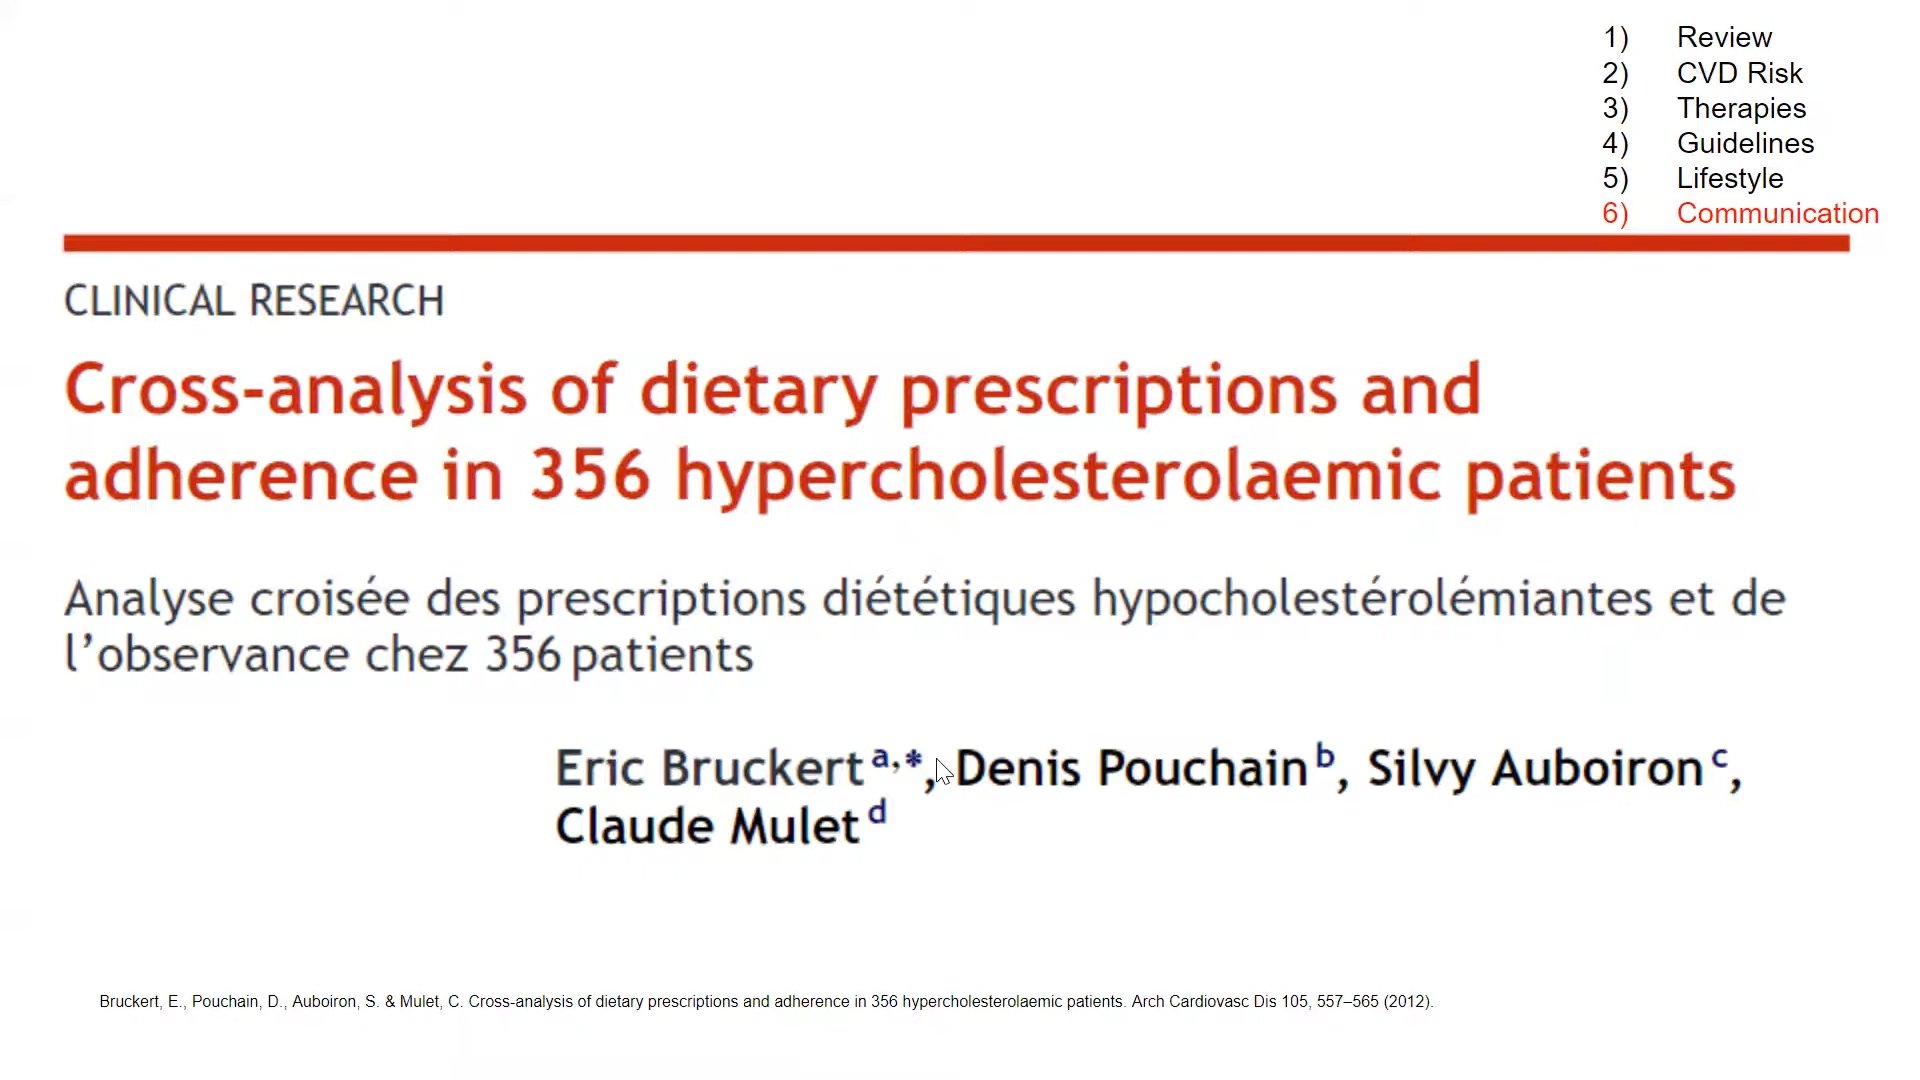 1) Review
2) CVD Risk
3) Therapies
4) Guidelines
5) Lifestyle
6) Communication
CLINICAL RESEARCH
Cross-analysis of dietary prescriptions and
adherence in 356 hypercholesterolaemic patients
Analyse croisée des prescriptions diététiques hypocholestérolémiantes et de
l’observance chez 356 patients
Eric Bruckert a,*, Denis Pouchain b, Silvy Auboiron c,
Claude Mulet d
Bruckert, E., Pouchain, D., Auboiron, S. & Mulet, C. Cross-analysis of dietary prescriptions and adherence in 356 hypercholesterolaemic patients. Arch Cardiovasc Dis 105, 557–565 (2012).